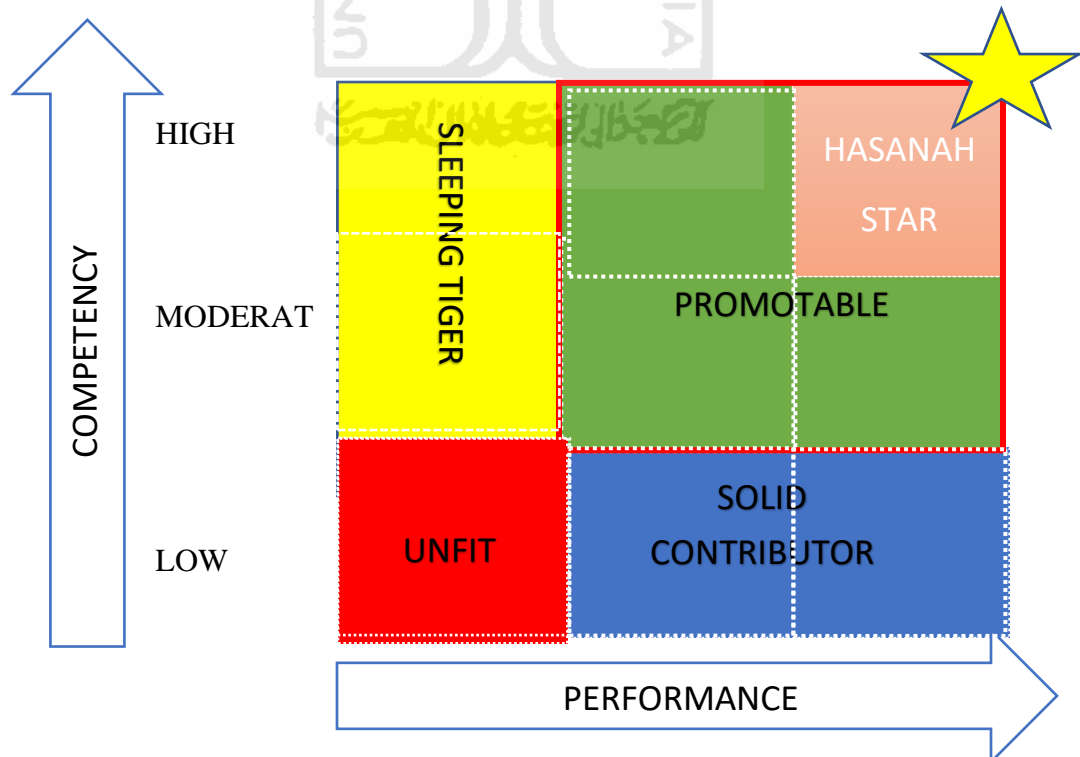 HIGH
SLEEPING TIGER
HASANAH
STAR
MODERAT
PROMOTABLE
COMPETENCY
LOW
UNFIT
SOLID
CONTRIBUTOR
PERFORMANCE